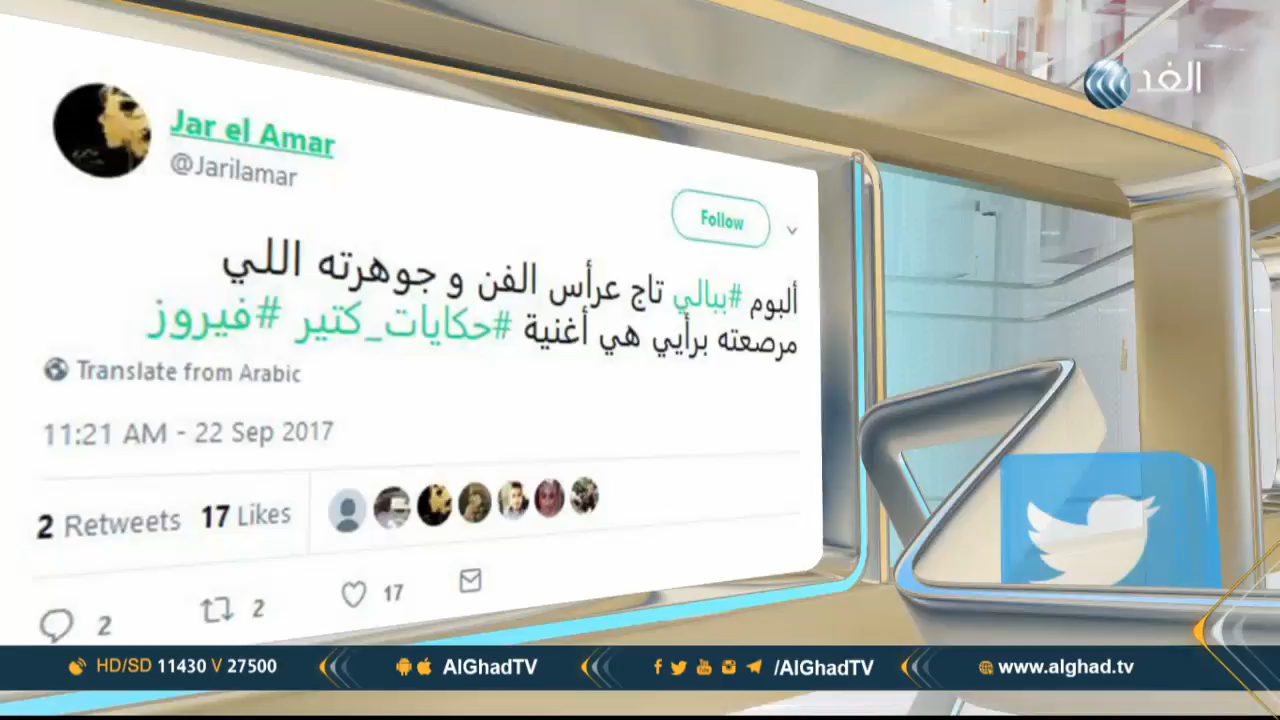 الغد
Jar el Amar
@Jarilamar
Follow
ألبوم #ببالي تاج عرأس الفن و جوهرته اللي
مرصعته برأيي هي أغنية #حكايات_كتير #فيروز
Translate from Arabic
11:21 AM - 22 Sep 2017
2 Retweets 17 Likes
2 2 17
HD/SD 11430 V 27500 AlGhadTV /AlGhadTV www.alghad.tv